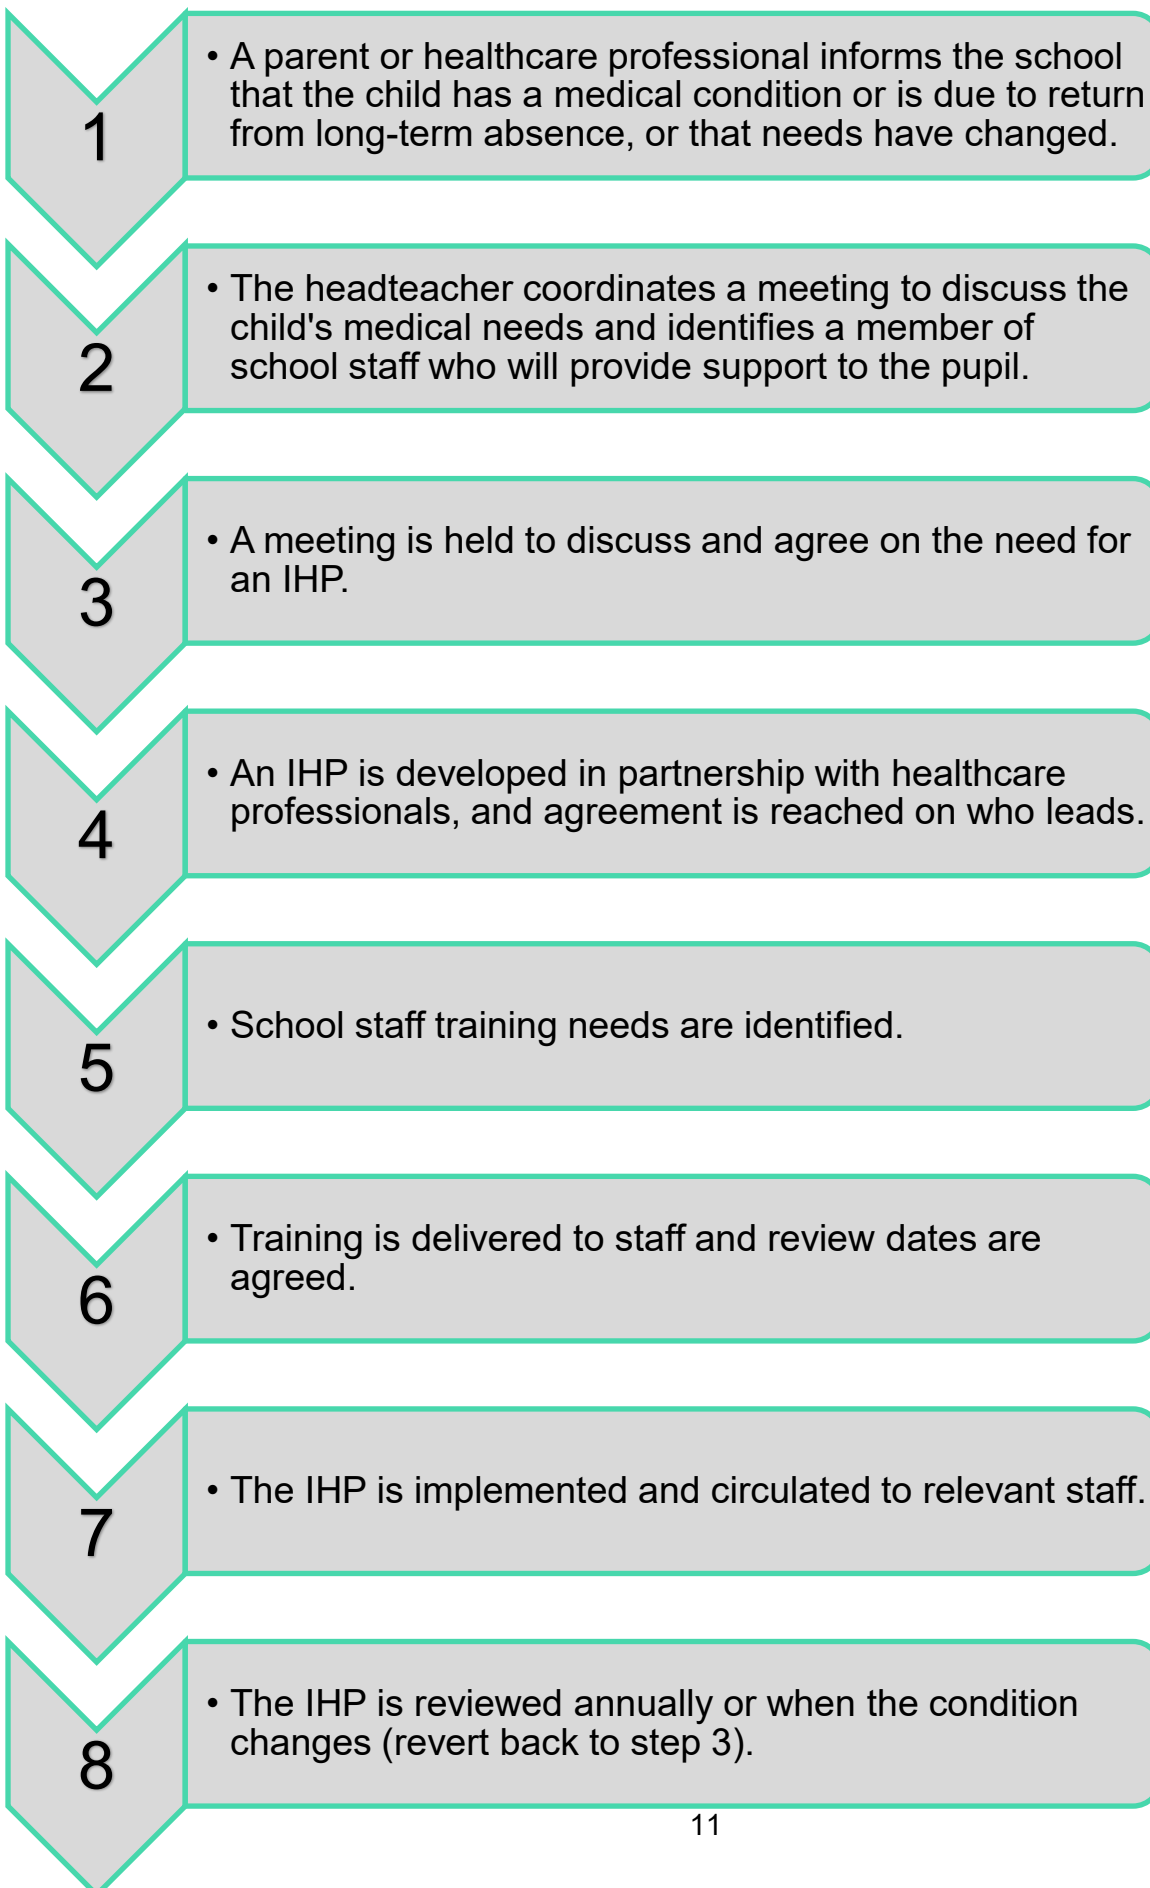 1
• A parent or healthcare professional informs the school
that the child has a medical condition or is due to return
from long-term absence, or that needs have changed.
2
• The headteacher coordinates a meeting to discuss the
child's medical needs and identifies a member of
school staff who will provide support to the pupil.
3
• A meeting is held to discuss and agree on the need for
an IHP.
4
• An IHP is developed in partnership with healthcare
professionals, and agreement is reached on who leads.
5
• School staff training needs are identified.
6
• Training is delivered to staff and review dates are
agreed.
7
• The IHP is implemented and circulated to relevant staff.
8
• The IHP is reviewed annually or when the condition
changes (revert back to step 3).
11